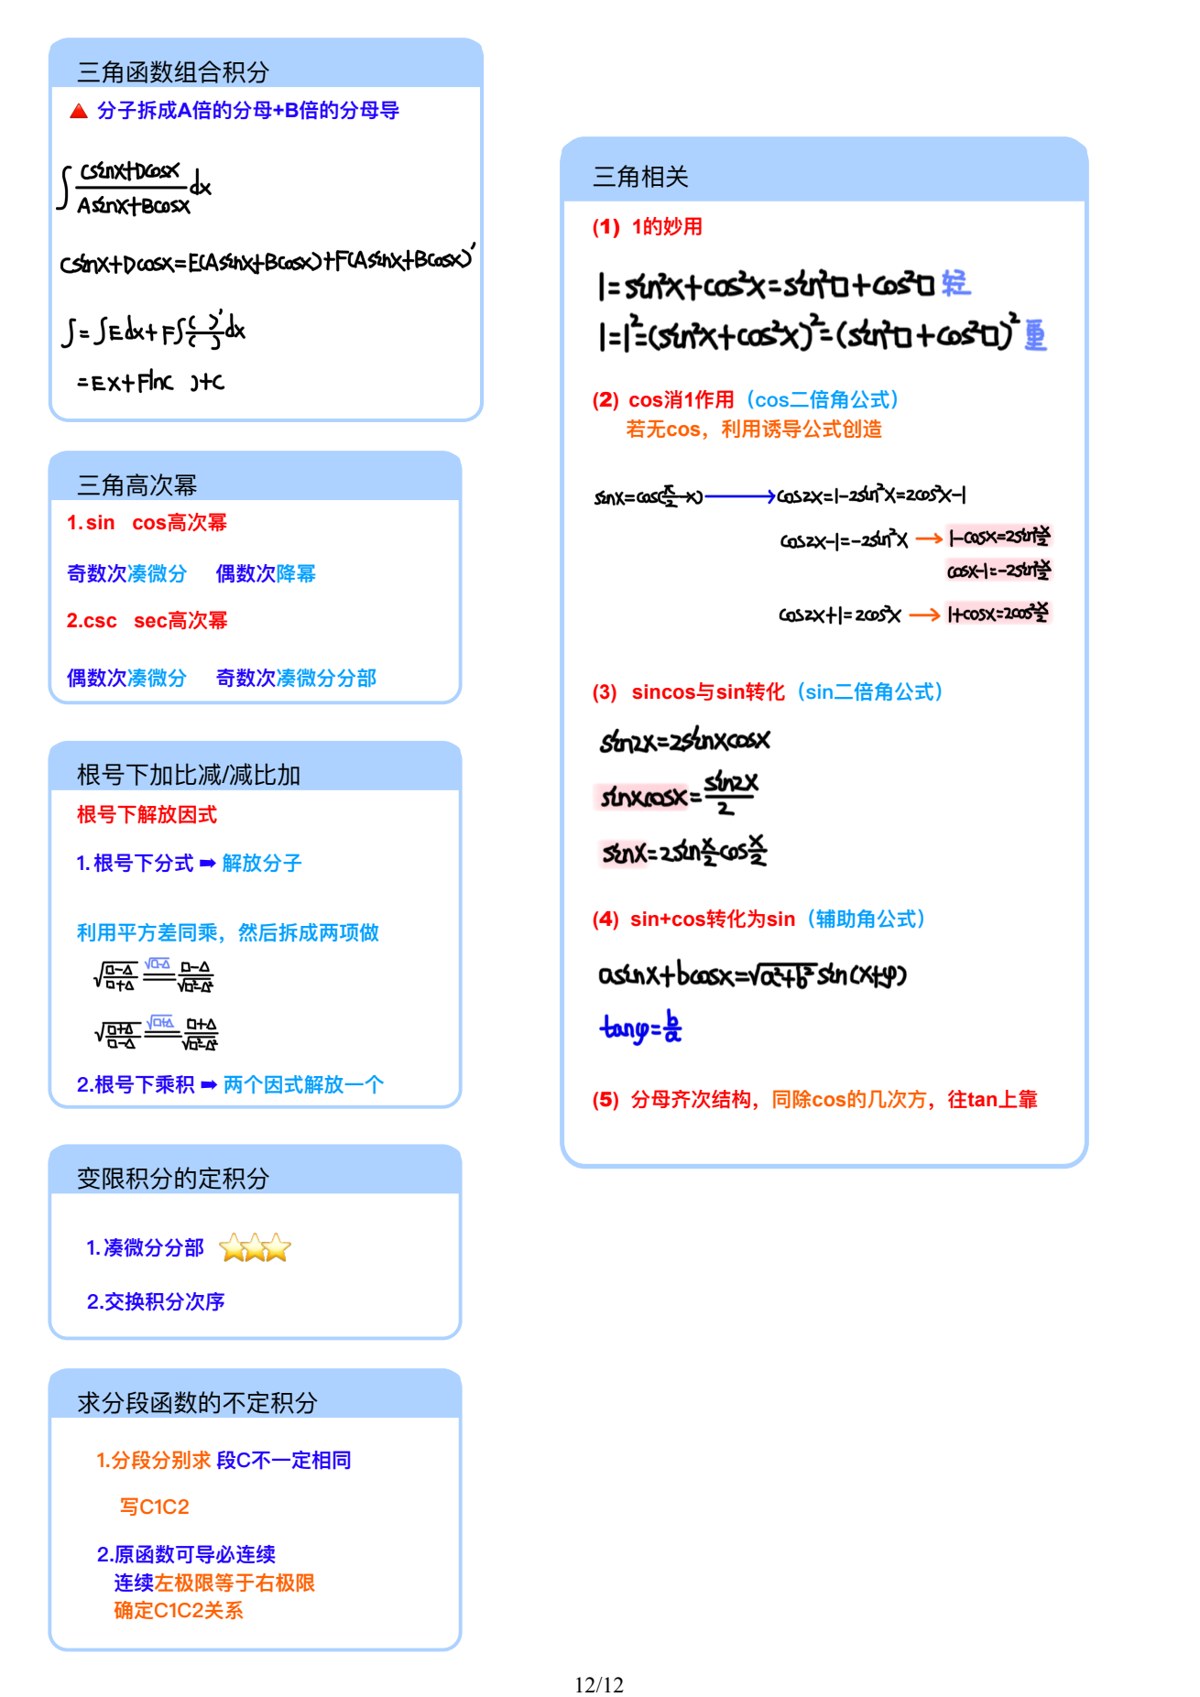 三角函数组合积分
🔺 分子拆成A倍的分母+B倍的分母导
∫ (Csinx+Dcosx)/(Asinx+Bcosx) dx
Csinx+Dcosx=E(Asinx+Bcosx)+F(Asinx+Bcosx)'
∫=∫Edx+F∫( )'/( )dx
=Ex+Fln( )+C
三角高次幂
1.sin cos高次幂
奇数次凑微分 偶数次降幂
2.csc sec高次幂
偶数次凑微分 奇数次凑微分分部
根号下加比减/减比加
根号下解放因式
1.根号下分式 ➡ 解放分子
利用平方差同乘，然后拆成两项做
√((□-△)/(□+△)) =√(□-△)= (□-△)/√(□²-△²)
√((□+△)/(□-△)) =√(□+△)= (□+△)/√(□²-△²)
2.根号下乘积 ➡ 两个因式解放一个
变限积分的定积分
1.凑微分分部 ⭐⭐⭐
2.交换积分次序
求分段函数的不定积分
1.分段分别求 段C不一定相同
写C1C2
2.原函数可导必连续
连续左极限等于右极限
确定C1C2关系
三角相关
(1) 1的妙用
1=sin²x+cos²x=sin²□+cos²□ 轻
1=1²=(sin²x+cos²x)²=(sin²□+cos²□)² 重
(2) cos消1作用（cos二倍角公式）
若无cos，利用诱导公式创造
sinx=cos(π/2-x) → cos2x=1-2sin²x=2cos²x-1
cos2x-1=-2sin²x → 1-cosx=2sin²x/2
cosx-1=-2sin²x/2
cos2x+1=2cos²x → 1+cosx=2cos²x/2
(3) sincos与sin转化（sin二倍角公式）
sin2x=2sinxcosx
sinxcosx=sin2x/2
sinx=2sin x/2 cos x/2
(4) sin+cos转化为sin（辅助角公式）
asinx+bcosx=√(a²+b²)sin(x+φ)
tanφ=b/a
(5) 分母齐次结构，同除cos的几次方，往tan上靠
12/12